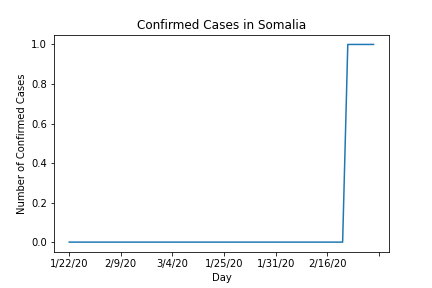 Confirmed Cases in Somalia
Number of Confirmed Cases
1.0
0.8
0.6
0.4
0.2
0.0
1/22/20 2/9/20 3/4/20 1/25/20 1/31/20 2/16/20
Day